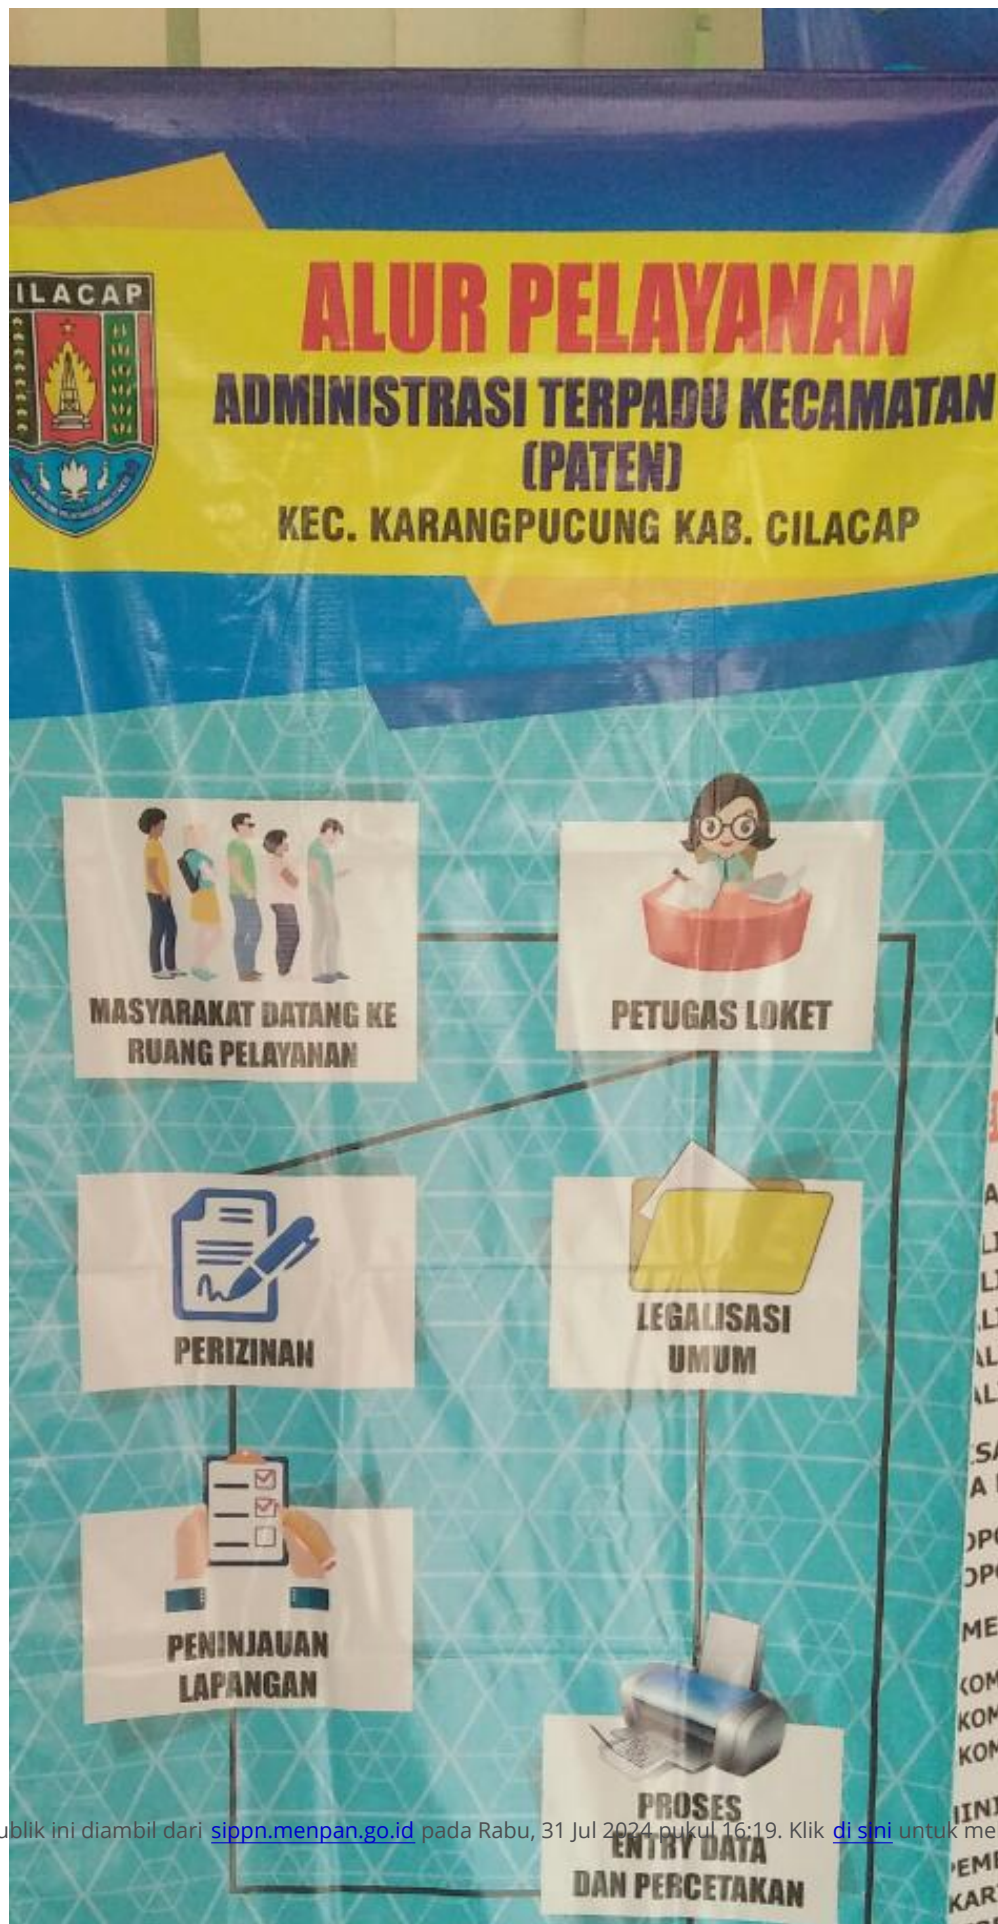 ILACAP
ALUR PELAYANAN
ADMINISTRASI TERPADU KECAMATAN
(PATEN)
KEC. KARANGPUCUNG KAB. CILACAP
MASYARAKAT DATANG KE
RUANG PELAYANAN
PETUGAS LOKET
PERIZINAN
LEGALISASI
UMUM
PENINJAUAN
LAPANGAN
PROSES
ENTRY DATA
DAN PERCETAKAN
ublik ini diambil dari sippn.menpan.go.id pada Rabu, 31 Jul 2024 pukul 16:19. Klik di sini untuk me